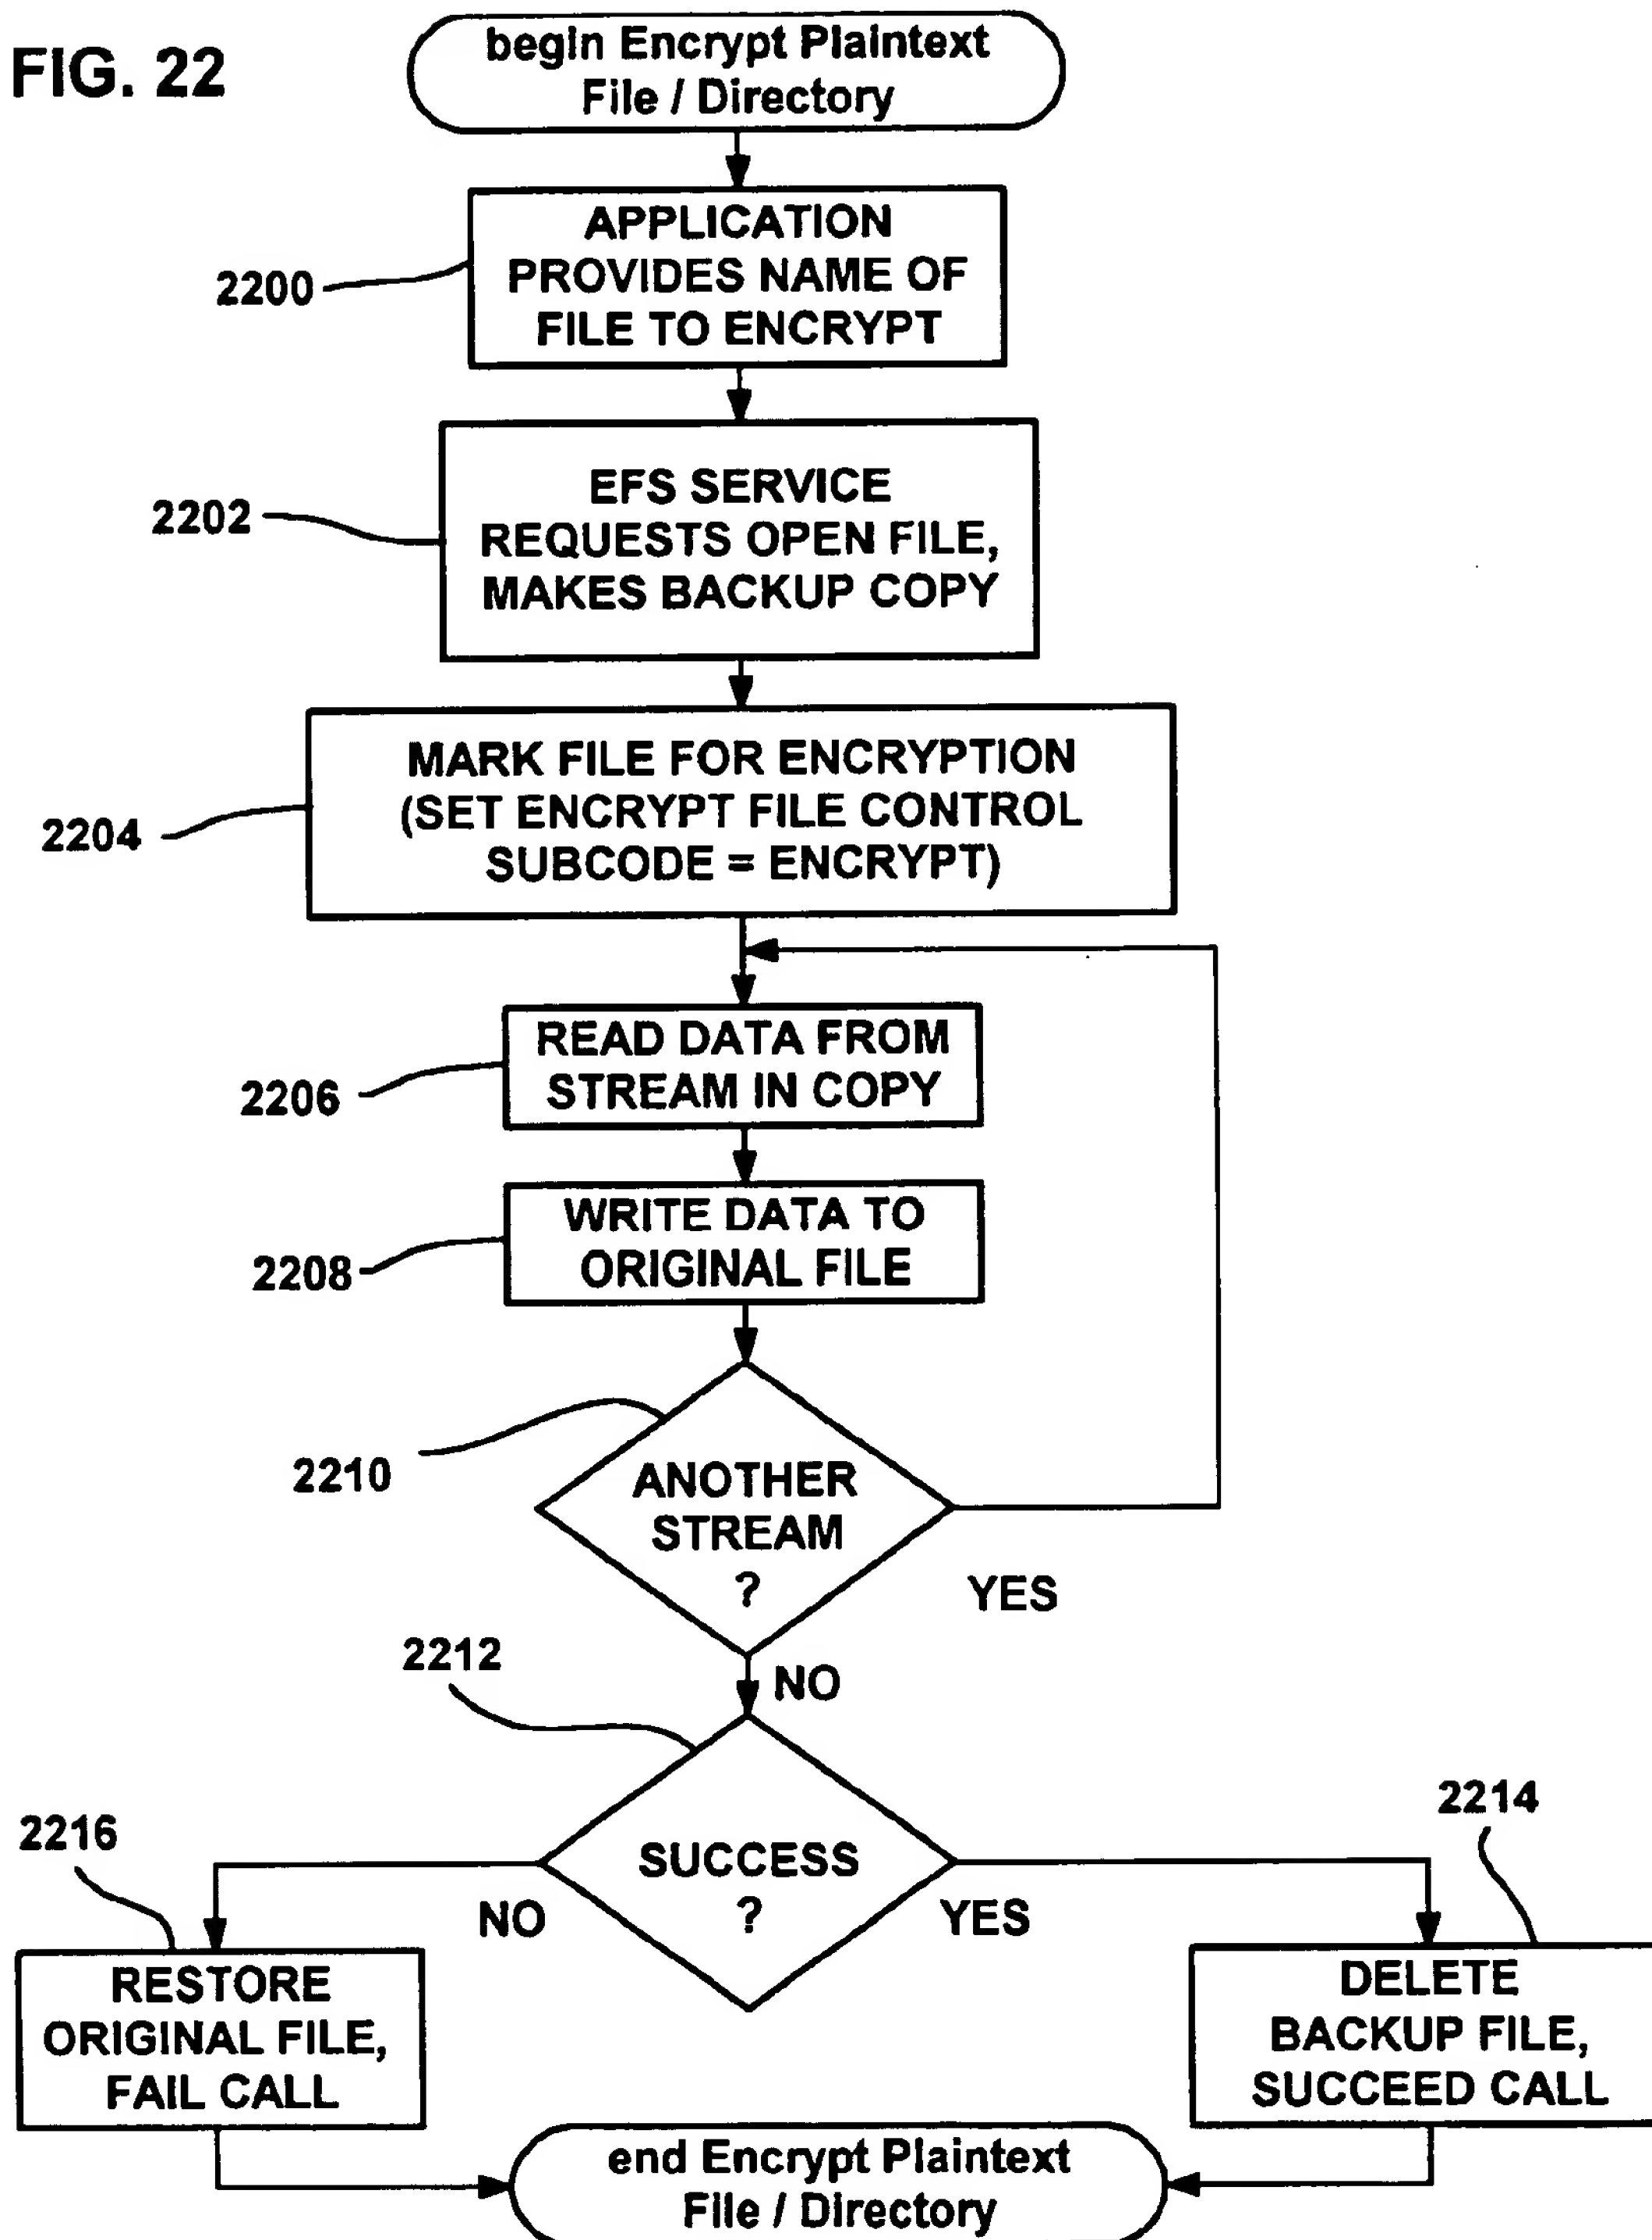 FIG. 22
begin Encrypt Plaintext
File / Directory
2200
APPLICATION
PROVIDES NAME OF
FILE TO ENCRYPT
2202
EFS SERVICE
REQUESTS OPEN FILE,
MAKES BACKUP COPY
2204
MARK FILE FOR ENCRYPTION
(SET ENCRYPT FILE CONTROL
SUBCODE = ENCRYPT)
2206
READ DATA FROM
STREAM IN COPY
2208
WRITE DATA TO
ORIGINAL FILE
2210
ANOTHER
STREAM
?
YES
NO
2212
SUCCESS
?
NO
YES
2216
RESTORE
ORIGINAL FILE,
FAIL CALL
2214
DELETE
BACKUP FILE,
SUCCEED CALL
end Encrypt Plaintext
File / Directory